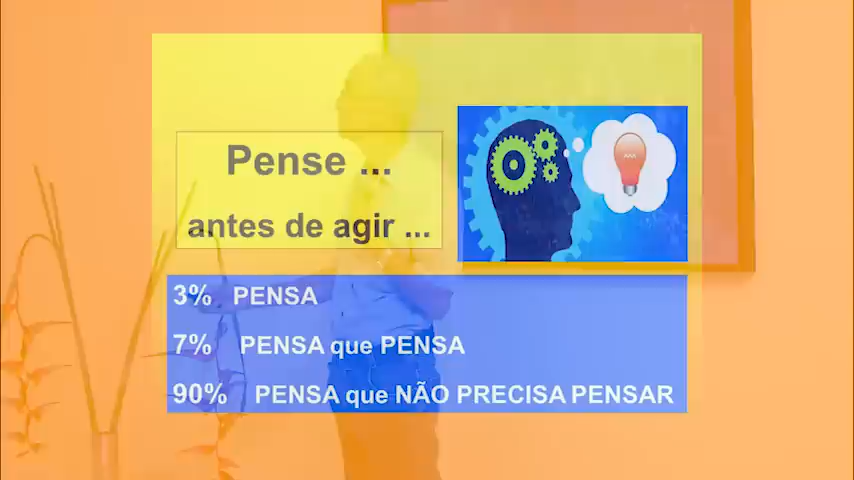 Pense ...
antes de agir ...
3% PENSA
7% PENSA que PENSA
90% PENSA que NÃO PRECISA PENSAR